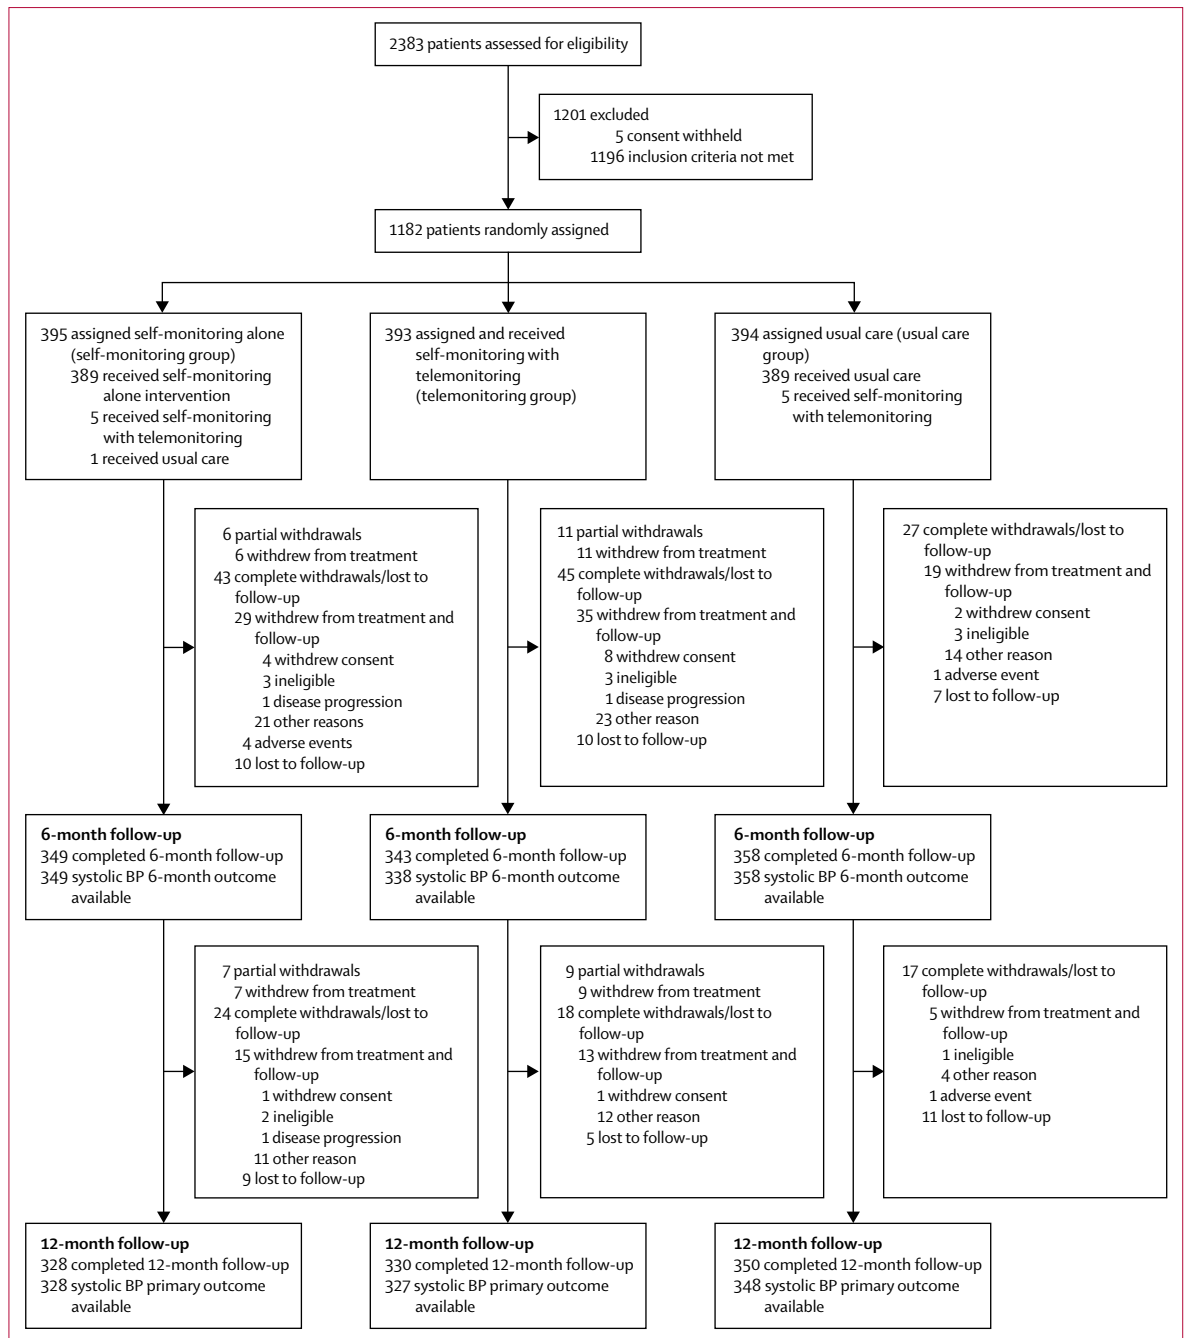 2383 patients assessed for eligibility
1201 excluded
5 consent withheld
1196 inclusion criteria not met
1182 patients randomly assigned
395 assigned self-monitoring alone
(self-monitoring group)
389 received self-monitoring
alone intervention
5 received self-monitoring
with telemonitoring
1 received usual care
393 assigned and received
self-monitoring with
telemonitoring
(telemonitoring group)
394 assigned usual care (usual care
group)
389 received usual care
5 received self-monitoring
with telemonitoring
6 partial withdrawals
6 withdrew from treatment
43 complete withdrawals/lost to
follow-up
29 withdrew from treatment and
follow-up
4 withdrew consent
3 ineligible
1 disease progression
21 other reasons
4 adverse events
10 lost to follow-up
11 partial withdrawals
11 withdrew from treatment
45 complete withdrawals/lost to
follow-up
35 withdrew from treatment and
follow-up
8 withdrew consent
3 ineligible
1 disease progression
23 other reason
10 lost to follow-up
27 complete withdrawals/lost to
follow-up
19 withdrew from treatment and
follow-up
2 withdrew consent
3 ineligible
14 other reason
1 adverse event
7 lost to follow-up
6-month follow-up
349 completed 6-month follow-up
349 systolic BP 6-month outcome
available
6-month follow-up
343 completed 6-month follow-up
338 systolic BP 6-month outcome
available
6-month follow-up
358 completed 6-month follow-up
358 systolic BP 6-month outcome
available
7 partial withdrawals
7 withdrew from treatment
24 complete withdrawals/lost to
follow-up
15 withdrew from treatment and
follow-up
1 withdrew consent
2 ineligible
1 disease progression
11 other reason
9 lost to follow-up
9 partial withdrawals
9 withdrew from treatment
18 complete withdrawals/lost to
follow-up
13 withdrew from treatment and
follow-up
1 withdrew consent
12 other reason
5 lost to follow-up
17 complete withdrawals/lost to
follow-up
5 withdrew from treatment and
follow-up
1 ineligible
4 other reason
1 adverse event
11 lost to follow-up
12-month follow-up
328 completed 12-month follow-up
328 systolic BP primary outcome
available
12-month follow-up
330 completed 12-month follow-up
327 systolic BP primary outcome
available
12-month follow-up
350 completed 12-month follow-up
348 systolic BP primary outcome
available